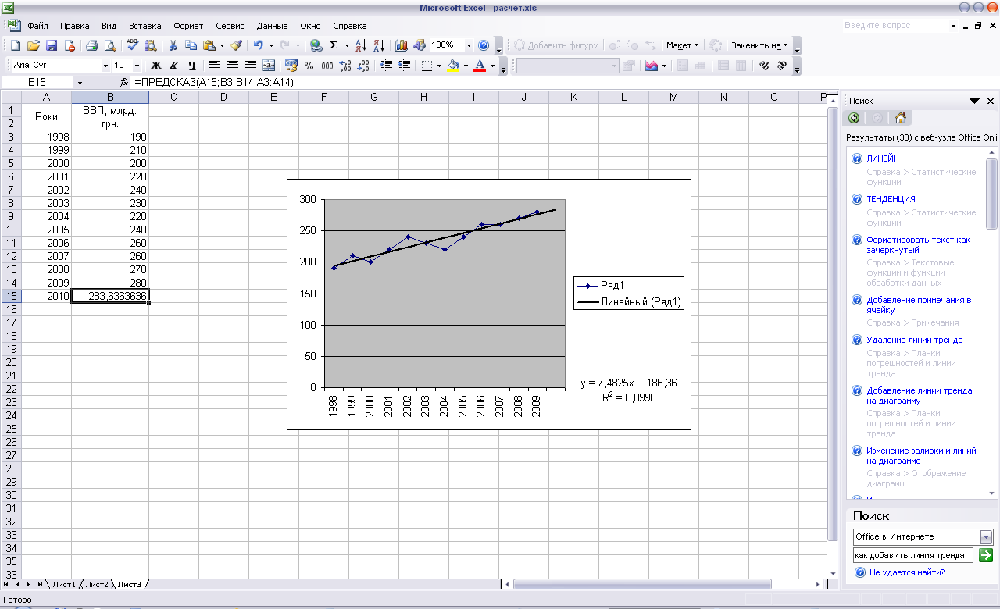 Microsoft Excel - расчет.xls
Файл Правка Вид Вставка Формат Сервис Данные Окно Справка Введите вопрос
100% Добавить фигуру Макет Заменить на
Arial Cyr 10 Ж К Ч % 000
B15 fx =ПРЕДСКАЗ(A15;B3:B14;A3:A14)
A B C D E F G H I J K L M N O P
1 Роки ВВП, млрд.
2 грн.
3 1998 190
4 1999 210
5 2000 200
6 2001 220
7 2002 240
8 2003 230
9 2004 220
10 2005 240
11 2006 260
12 2007 260
13 2008 270
14 2009 280
15 2010 283,6363636
16
17
18
19
20
21
22
23
24
25
26
27
28
29
30
31
32
33
34
35
36
300
250
200
150
100
50
0
1998 1999 2000 2001 2002 2003 2004 2005 2006 2007 2008 2009
Ряд1
Линейный (Ряд1)
y = 7,4825x + 186,36
R² = 0,8996
Поиск
Результаты (30) с веб-узла Office Onli
ЛИНЕЙН
Справка > Статистические
функции
ТЕНДЕНЦИЯ
Справка > Статистические
функции
Форматировать текст как
зачеркнутый
Справка > Текстовые
функции и функции
обработки данных
Добавление примечания в
ячейку
Справка > Примечания
Удаление линии тренда
Справка > Планки
погрешностей и линии
тренда
Добавление линии тренда
на диаграмму
Справка > Планки
погрешностей и линии
тренда
Изменение заливки и линий
на диаграмме
Справка > Отображение
диаграмм
Поиск
Office в Интернете
как добавить линия тренда
Не удается найти?
Лист1 Лист2 Лист3
Готово